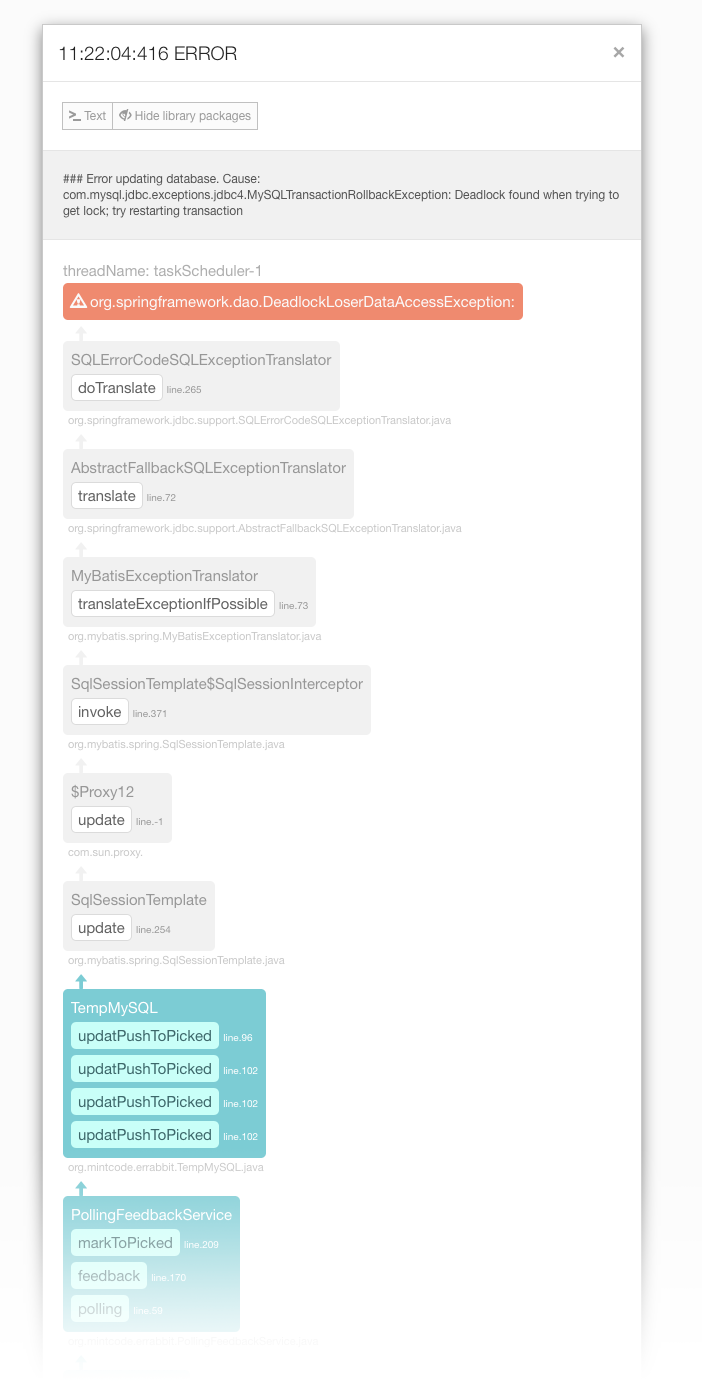 11:22:04:416 ERROR ×
Text Hide library packages
### Error updating database. Cause:
com.mysql.jdbc.exceptions.jdbc4.MySQLTransactionRollbackException: Deadlock found when trying to
get lock; try restarting transaction
threadName: taskScheduler-1
org.springframework.dao.DeadlockLoserDataAccessException:
SQLErrorCodeSQLExceptionTranslator
doTranslate line.265
org.springframework.jdbc.support.SQLErrorCodeSQLExceptionTranslator.java
AbstractFallbackSQLExceptionTranslator
translate line.72
org.springframework.jdbc.support.AbstractFallbackSQLExceptionTranslator.java
MyBatisExceptionTranslator
translateExceptionIfPossible line.73
org.mybatis.spring.MyBatisExceptionTranslator.java
SqlSessionTemplate$SqlSessionInterceptor
invoke line.371
org.mybatis.spring.SqlSessionTemplate.java
$Proxy12
update line.-1
com.sun.proxy.
SqlSessionTemplate
update line.254
org.mybatis.spring.SqlSessionTemplate.java
TempMySQL
updatPushToPicked line.96
updatPushToPicked line.102
updatPushToPicked line.102
updatPushToPicked line.102
org.mintcode.errabbit.TempMySQL.java
PollingFeedbackService
markToPicked line.209
feedback line.170
polling line.59
org.mintcode.errabbit.PollingFeedbackService.java